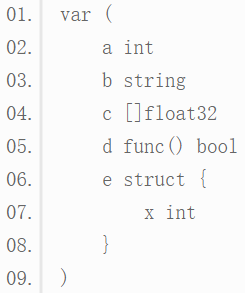 01. var (
02.     a int
03.     b string
04.     c []float32
05.     d func() bool
06.     e struct {
07.         x int
08.     }
09. )